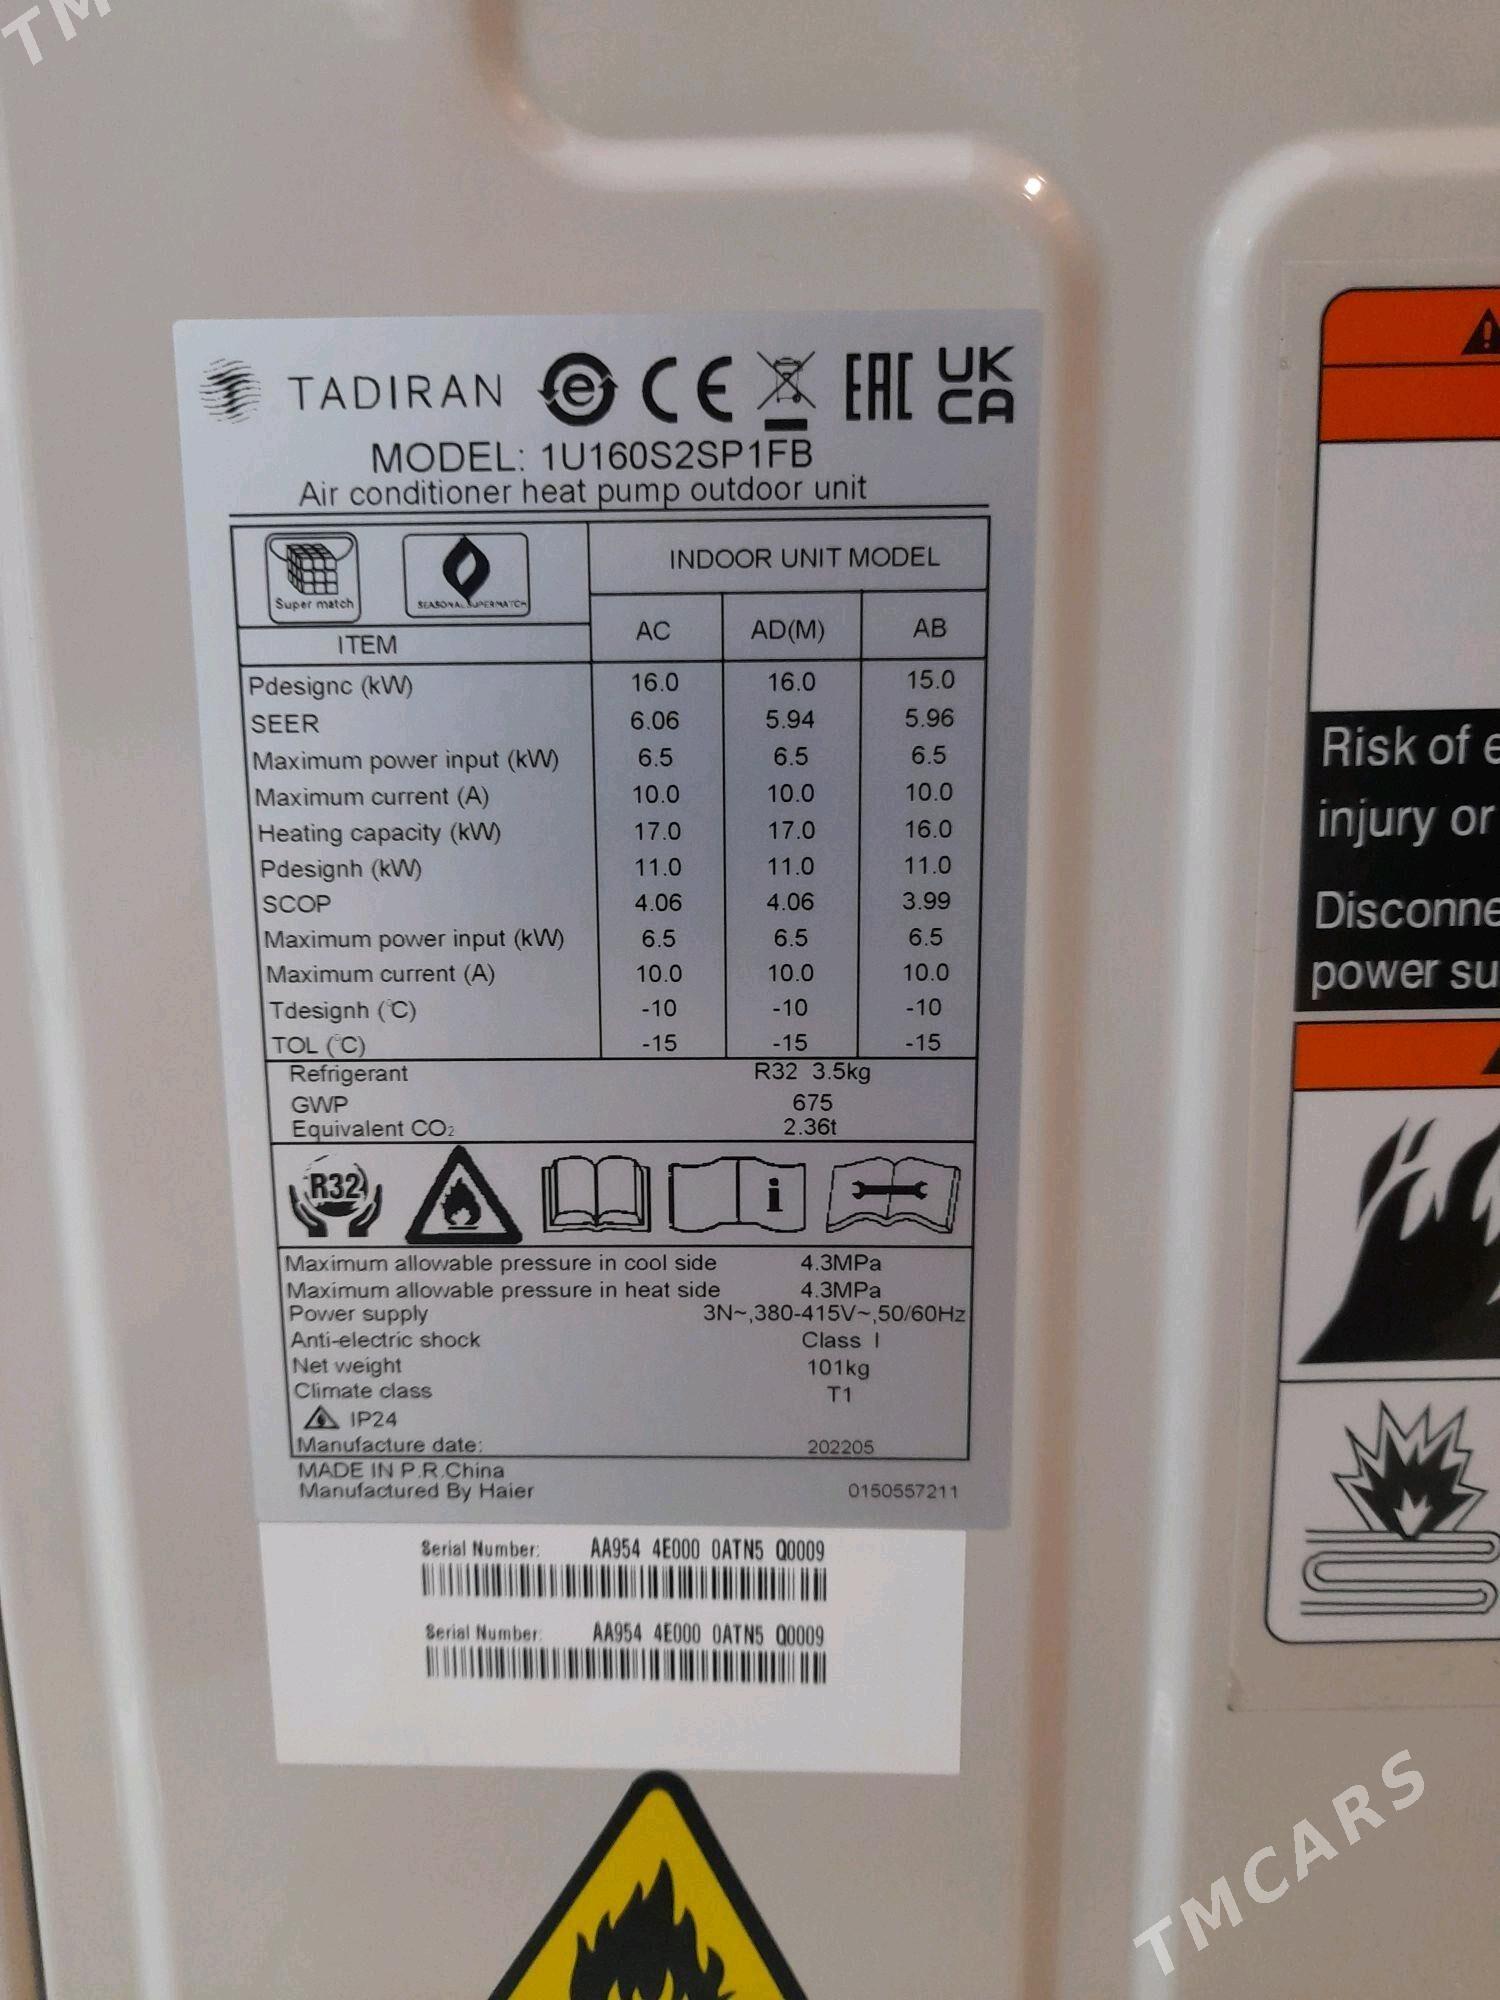 TM
TADIRAN e CE EAC UK CA
MODEL: 1U160S2SP1FB
Air conditioner heat pump outdoor unit
Super match SEASONAL SUPERMATCH INDOOR UNIT MODEL
ITEM AC AD(M) AB
Pdesignc (kW) 16.0 16.0 15.0
SEER 6.06 5.94 5.96
Maximum power input (kW) 6.5 6.5 6.5
Maximum current (A) 10.0 10.0 10.0
Heating capacity (kW) 17.0 17.0 16.0
Pdesignh (kW) 11.0 11.0 11.0
SCOP 4.06 4.06 3.99
Maximum power input (kW) 6.5 6.5 6.5
Maximum current (A) 10.0 10.0 10.0
Tdesignh (℃) -10 -10 -10
TOL (℃) -15 -15 -15
Refrigerant R32 3.5kg
GWP 675
Equivalent CO₂ 2.36t
R32 i
Maximum allowable pressure in cool side 4.3MPa
Maximum allowable pressure in heat side 4.3MPa
Power supply 3N~,380-415V~,50/60Hz
Anti-electric shock Class I
Net weight 101kg
Climate class T1
IP24
Manufacture date: 202205
MADE IN P.R.China
Manufactured By Haier 0150557211
Serial Number: AA954 4E000 0ATN5 Q0009
Serial Number: AA954 4E000 0ATN5 Q0009
Risk of e
injury or
Disconne
power su
TMCARS